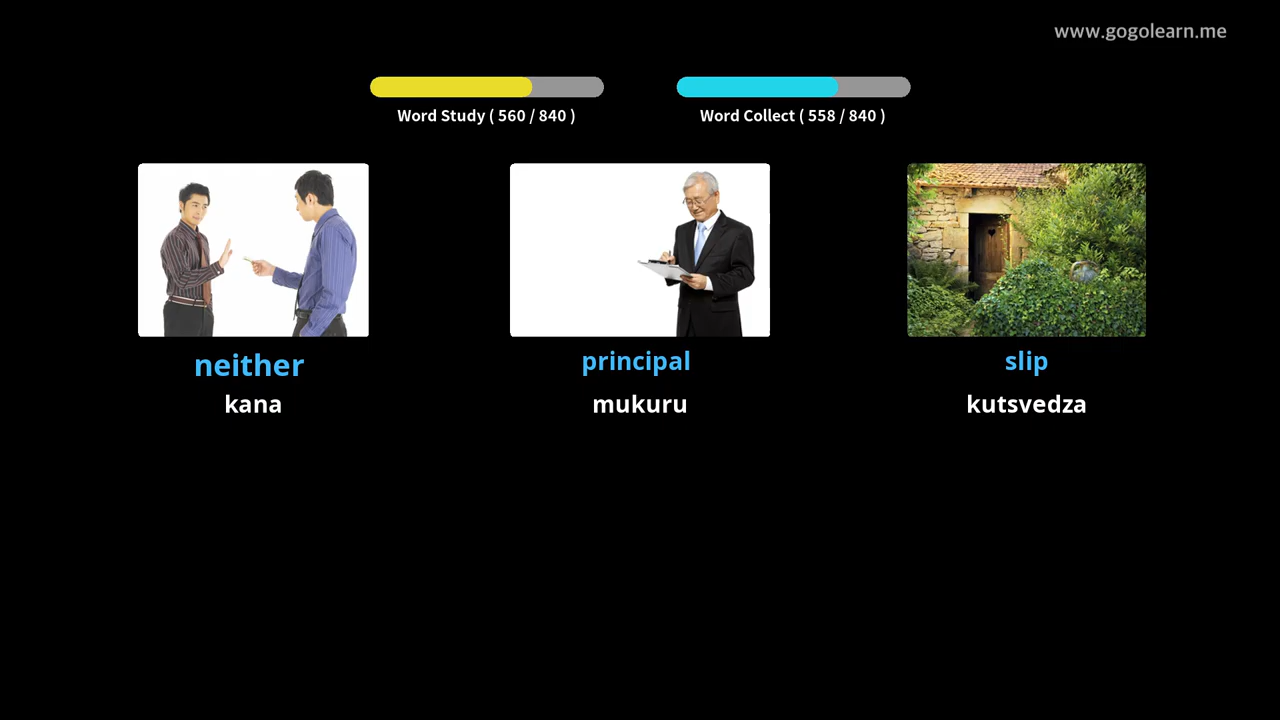 www.gogolearn.me
Word Study ( 560 / 840 )
Word Collect ( 558 / 840 )
neither
principal
slip
kana
mukuru
kutsvedza